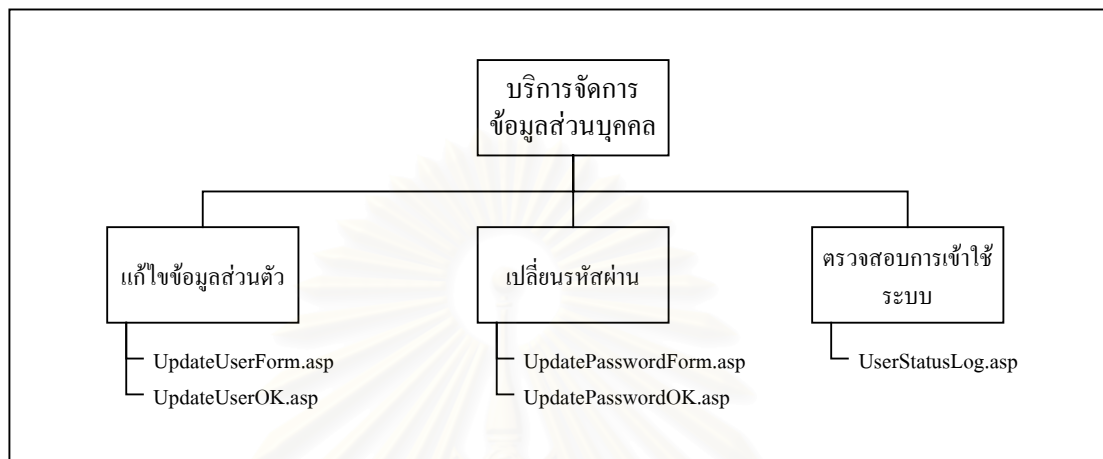 บริการจัดการ
ข้อมูลส่วนบุคคล
แก้ไขข้อมูลส่วนตัว
เปลี่ยนรหัสผ่าน
ตรวจสอบการเข้าใช้
ระบบ
UpdateUserForm.asp
UpdateUserOK.asp
UpdatePasswordForm.asp
UpdatePasswordOK.asp
UserStatusLog.asp